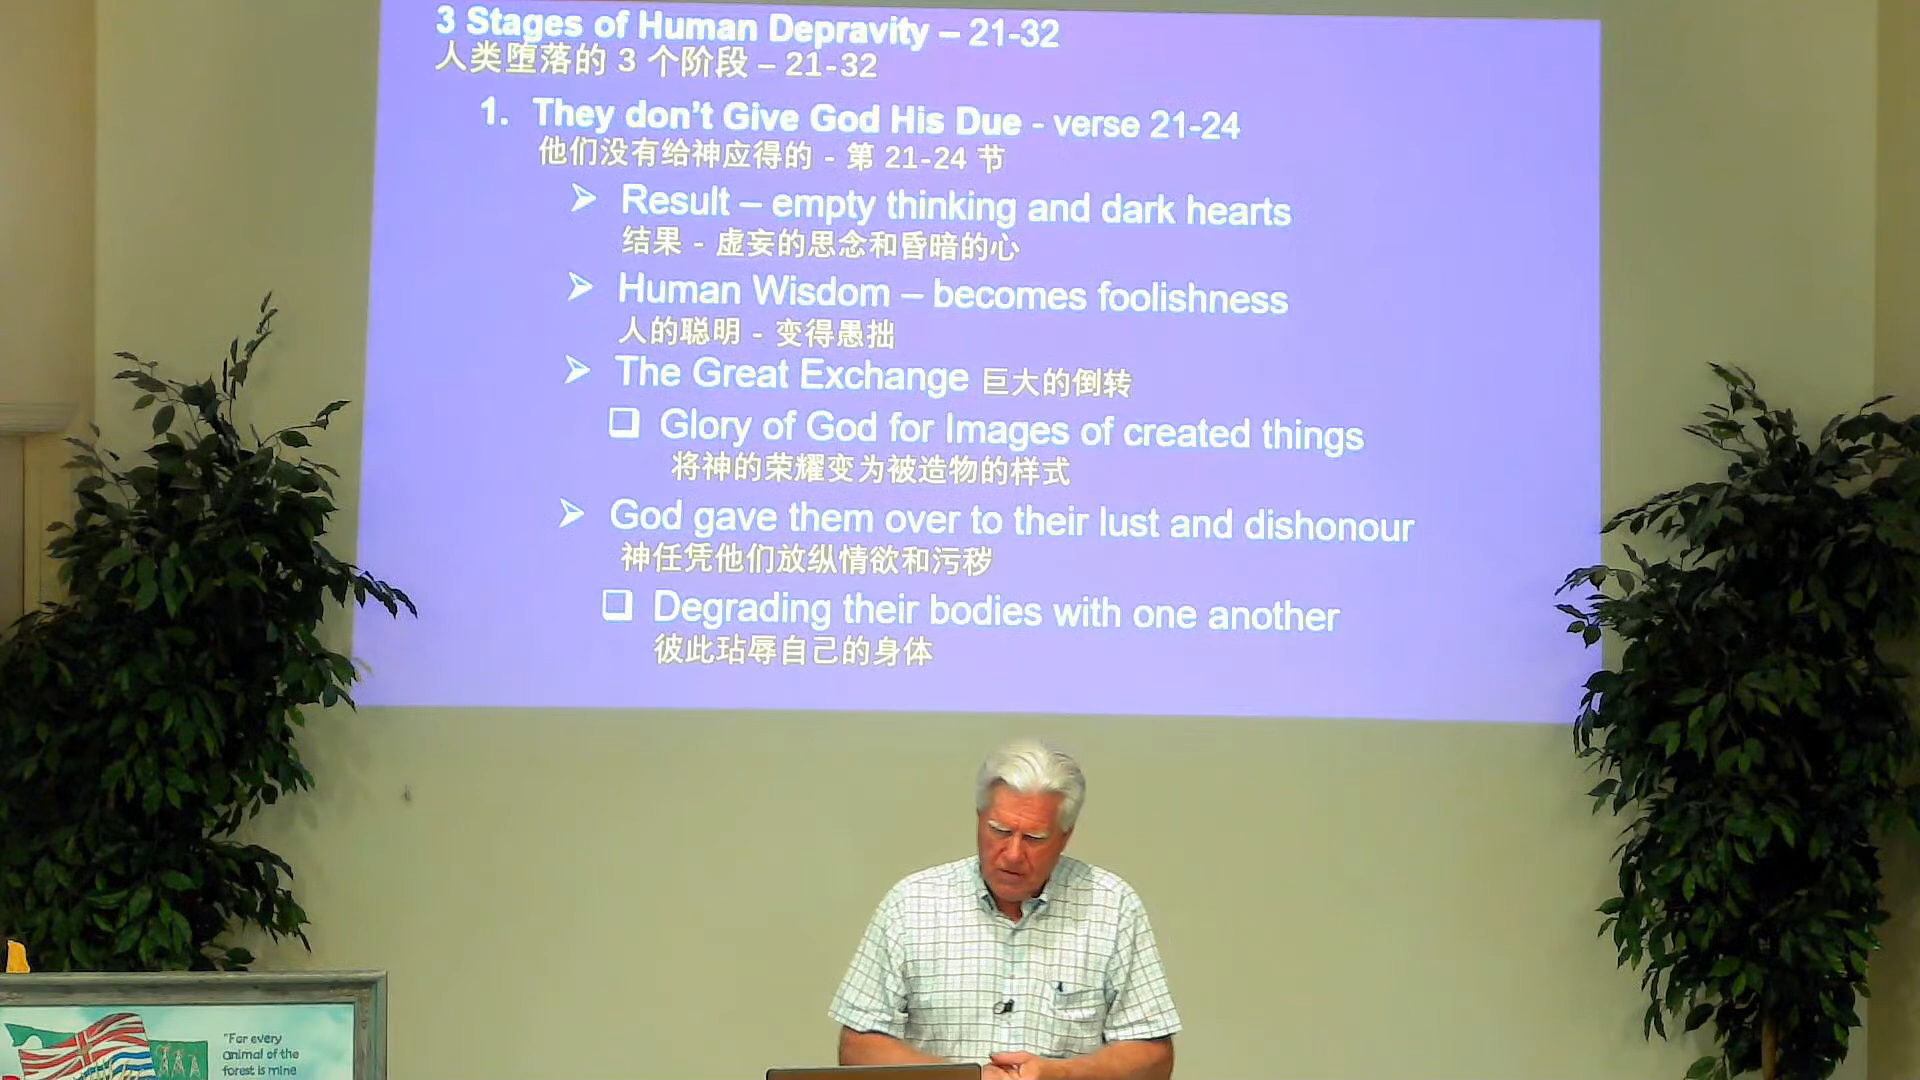 3 Stages of Human Depravity – 21-32
人类堕落的 3 个阶段 – 21-32
1. They don't Give God His Due - verse 21-24
他们没有给神应得的 - 第 21-24 节
➢ Result – empty thinking and dark hearts
结果 - 虚妄的思念和昏暗的心
➢ Human Wisdom – becomes foolishness
人的聪明 - 变得愚拙
➢ The Great Exchange 巨大的倒转
❑ Glory of God for Images of created things
将神的荣耀变为被造物的样式
➢ God gave them over to their lust and dishonour
神任凭他们放纵情欲和污秽
❑ Degrading their bodies with one another
彼此玷辱自己的身体
"For every
animal of the
forest is mine